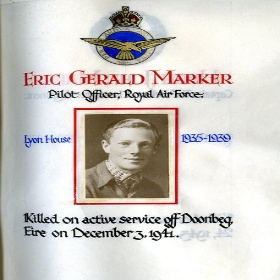 Eric Gerald Marker
Pilot Officer, Royal Air Force.
Lyon House 1935-1939
Killed on active service off Doonbeg,
Eire on December 3, 1941.